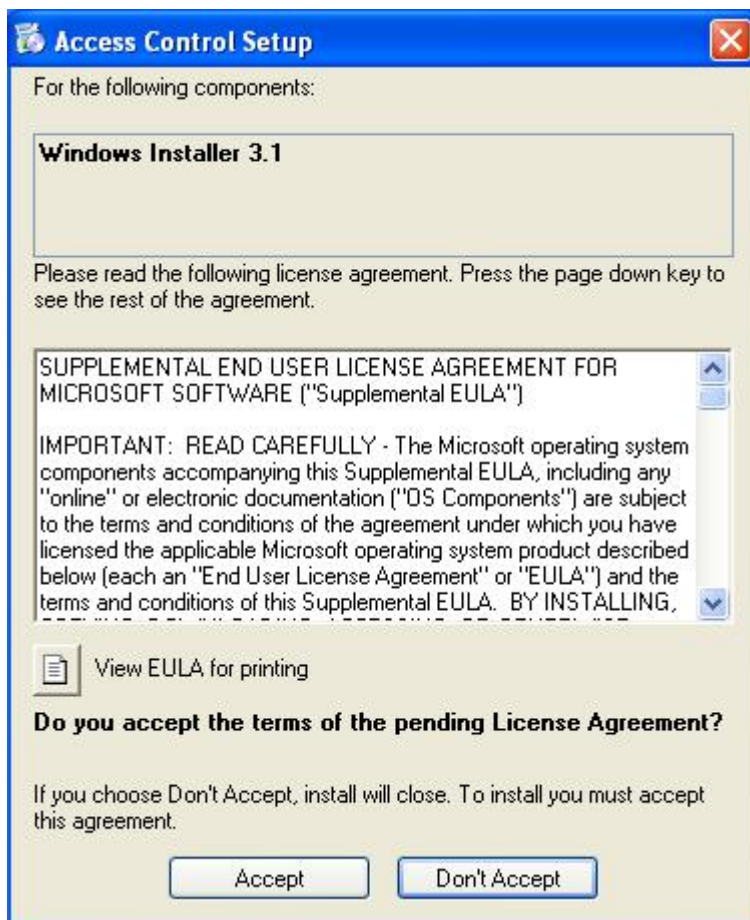 Access Control Setup
For the following components:
Windows Installer 3.1
Please read the following license agreement. Press the page down key to
see the rest of the agreement.
SUPPLEMENTAL END USER LICENSE AGREEMENT FOR
MICROSOFT SOFTWARE ("Supplemental EULA")
IMPORTANT:  READ CAREFULLY - The Microsoft operating system
components accompanying this Supplemental EULA, including any
"online" or electronic documentation ("OS Components") are subject
to the terms and conditions of the agreement under which you have
licensed the applicable Microsoft operating system product described
below (each an "End User License Agreement" or "EULA") and the
terms and conditions of this Supplemental EULA.  BY INSTALLING,
View EULA for printing
Do you accept the terms of the pending License Agreement?
If you choose Don't Accept, install will close. To install you must accept
this agreement.
Accept
Don't Accept